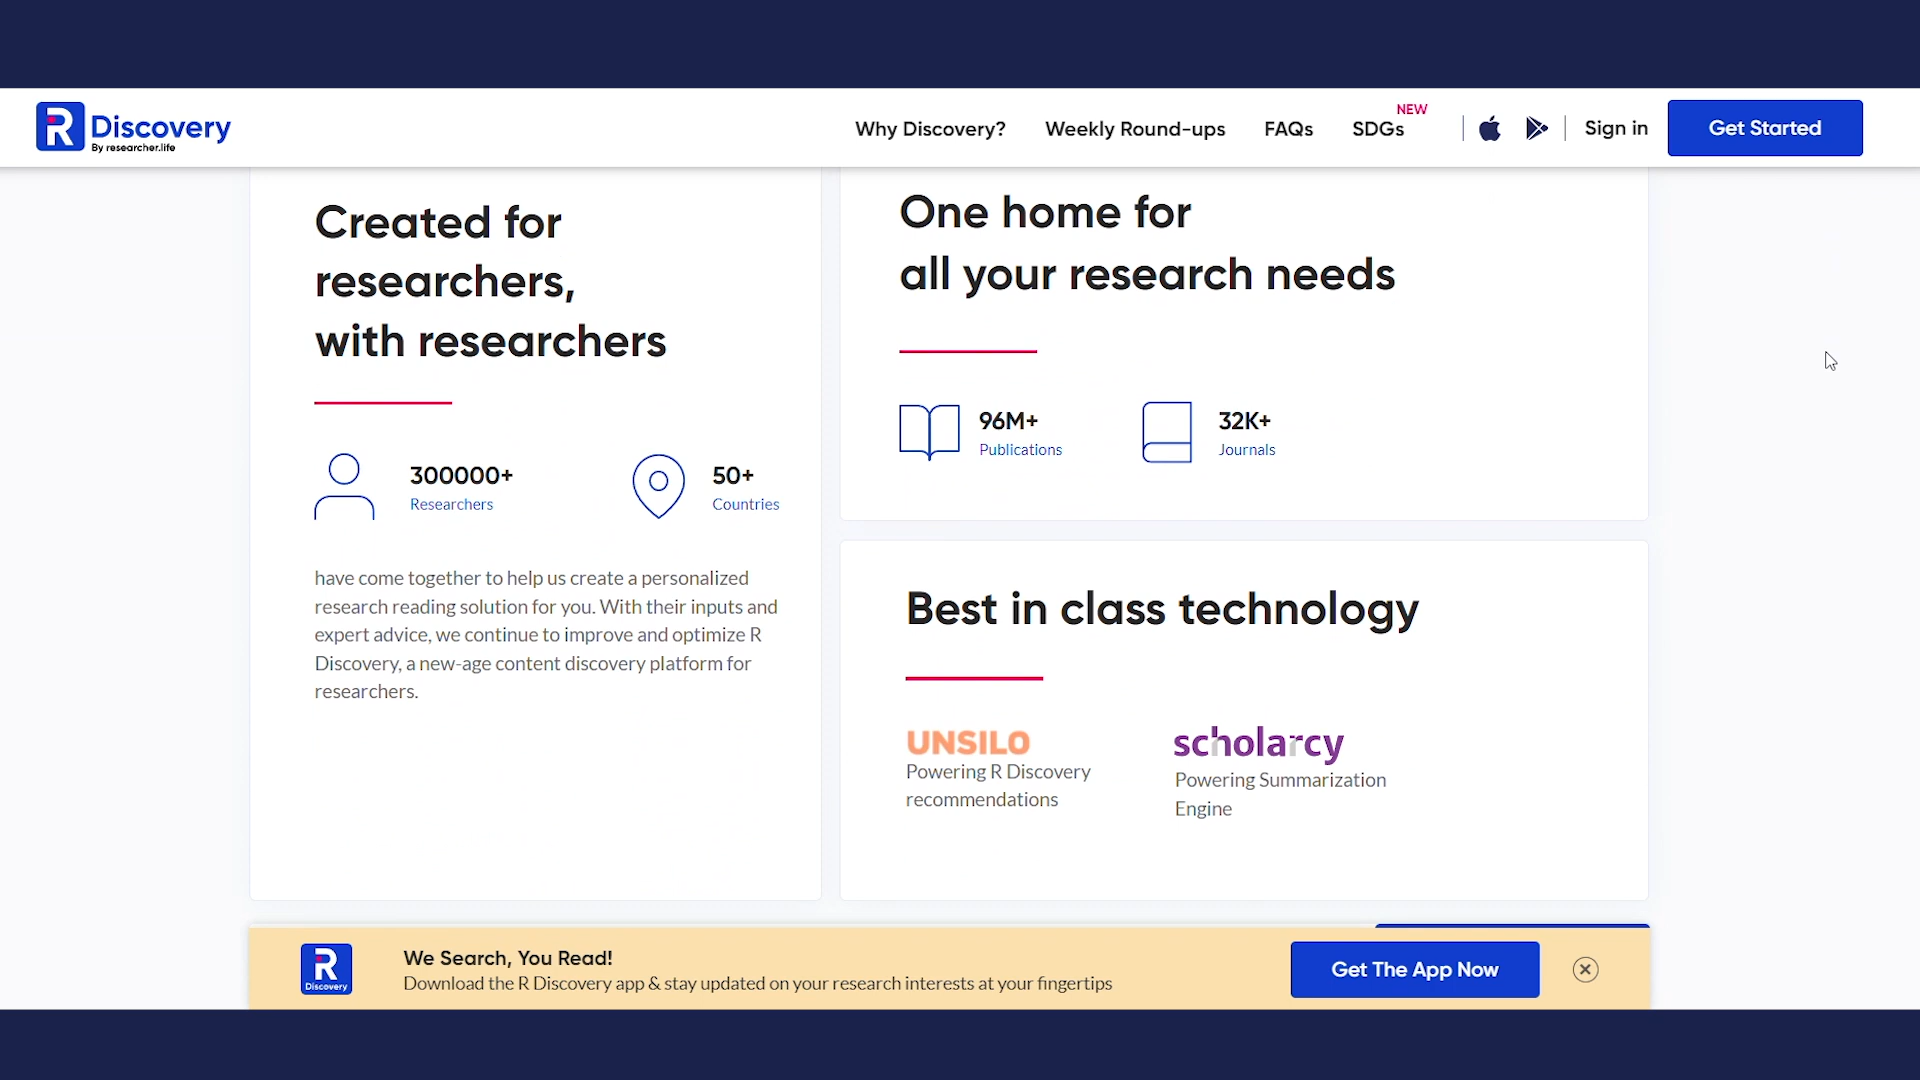 R Discovery
By researcher.life
Why Discovery?
Weekly Round-ups
FAQs
SDGs
NEW
Sign in
Get Started
Created for
researchers,
with researchers
300000+
Researchers
50+
Countries
have come together to help us create a personalized
research reading solution for you. With their inputs and
expert advice, we continue to improve and optimize R
Discovery, a new-age content discovery platform for
researchers.
One home for
all your research needs
96M+
Publications
32K+
Journals
Best in class technology
UNSILO
Powering R Discovery
recommendations
scholarcy
Powering Summarization
Engine
R
Discovery
We Search, You Read!
Download the R Discovery app & stay updated on your research interests at your fingertips
Get The App Now